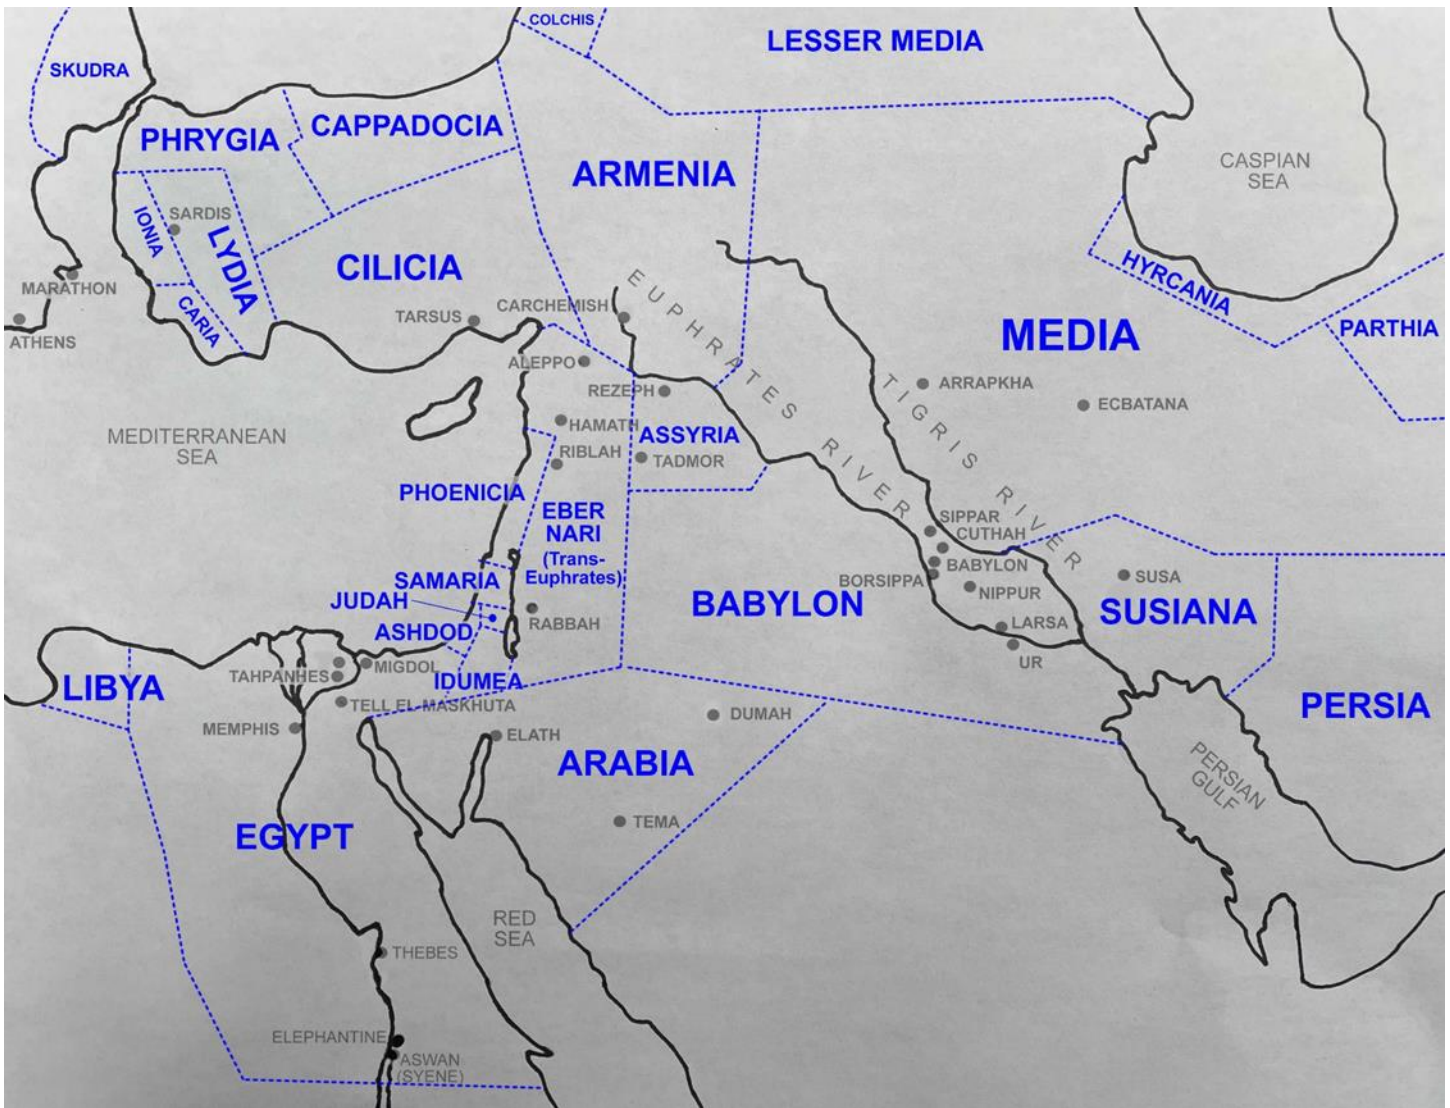 COLCHIS
LESSER MEDIA
SKUDRA
PHRYGIA
CAPPADOCIA
ARMENIA
CASPIAN
SEA
IONIA
SARDIS
LYDIA
CILICIA
HYRCANIA
MARATHON
CARIA
TARSUS
CARCHEMISH
EUPHRATES RIVER
MEDIA
PARTHIA
ATHENS
ALEPPO
REZEPH
TIGRIS RIVER
ARRAPKHA
ECBATANA
MEDITERRANEAN
SEA
HAMATH
ASSYRIA
RIBLAH
TADMOR
PHOENICIA
EBER
NARI
(Trans-
Euphrates)
SIPPAR
CUTHAH
BABYLON
BORSIPPA
NIPPUR
SUSA
SAMARIA
JUDAH
ASHDOD
RABBAH
BABYLON
LARSA
UR
SUSIANA
TAHPANHES
MIGDOL
IDUMEA
LIBYA
TELL EL-MASKHUTA
MEMPHIS
ELATH
DUMAH
PERSIA
ARABIA
PERSIAN
GULF
TEMA
EGYPT
RED
SEA
THEBES
ELEPHANTINE
ASWAN
(SYENE)